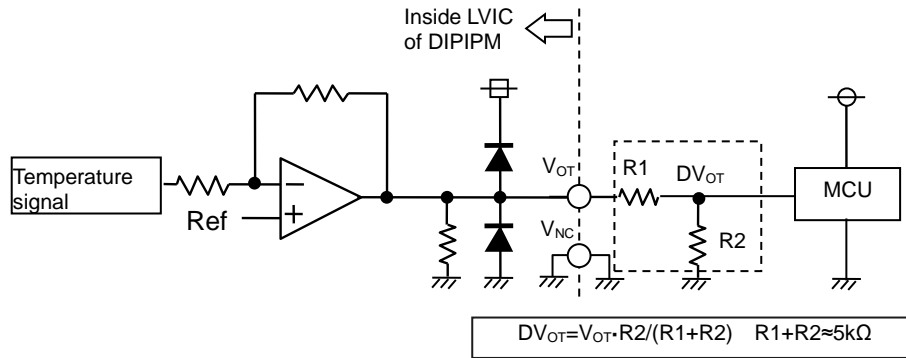 Inside LVIC
of DIPIPM
Temperature
signal
Ref
−
+
VOT
VNC
R1
DVOT
R2
MCU
DVOT=VOT·R2/(R1+R2) R1+R2≈5kΩ